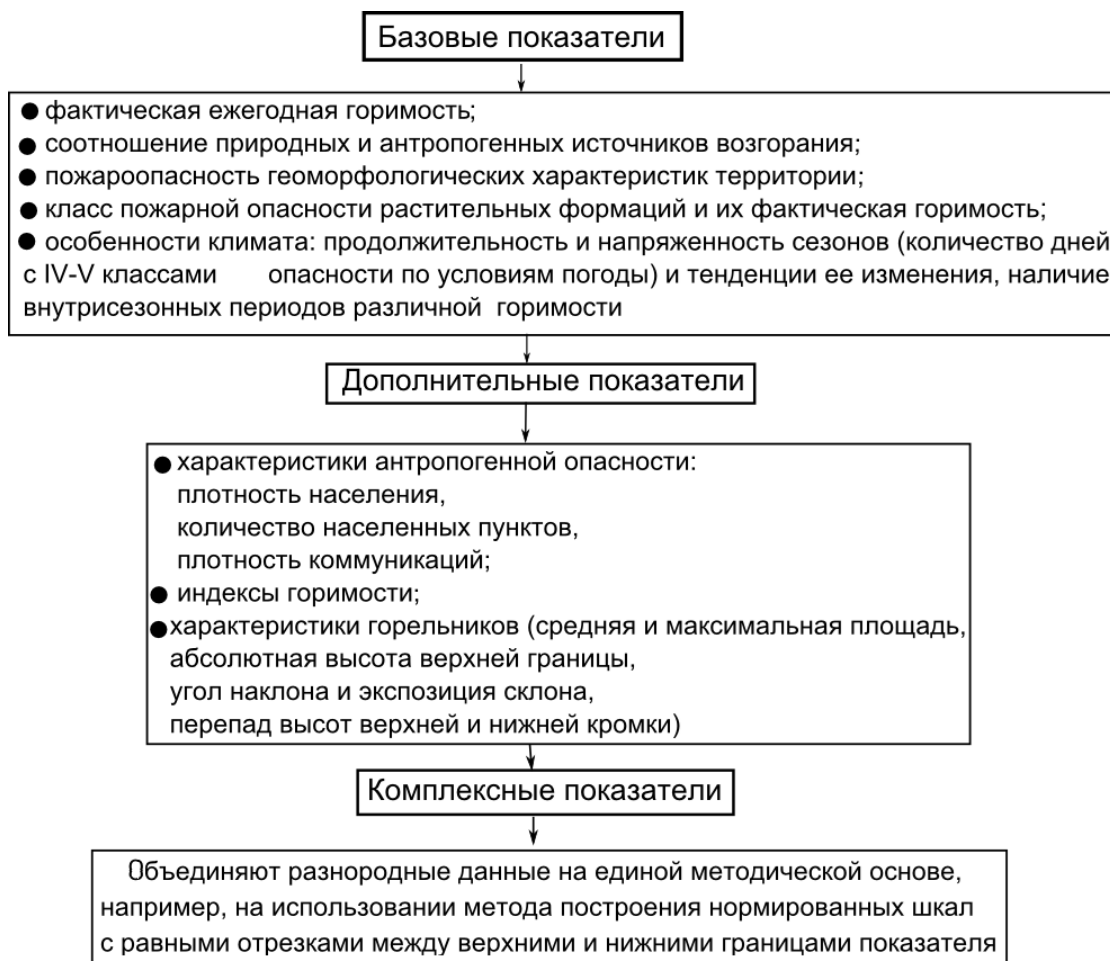 Базовые показатели
● фактическая ежегодная горимость;
● соотношение природных и антропогенных источников возгорания;
● пожароопасность геоморфологических характеристик территории;
● класс пожарной опасности растительных формаций и их фактическая горимость;
● особенности климата: продолжительность и напряженность сезонов (количество дней
с IV-V классами опасности по условиям погоды) и тенденции ее изменения, наличие
внутрисезонных периодов различной горимости
Дополнительные показатели
● характеристики антропогенной опасности:
плотность населения,
количество населенных пунктов,
плотность коммуникаций;
● индексы горимости;
● характеристики горельников (средняя и максимальная площадь,
абсолютная высота верхней границы,
угол наклона и экспозиция склона,
перепад высот верхней и нижней кромки)
Комплексные показатели
Объединяют разнородные данные на единой методической основе,
например, на использовании метода построения нормированных шкал
с равными отрезками между верхними и нижними границами показателя